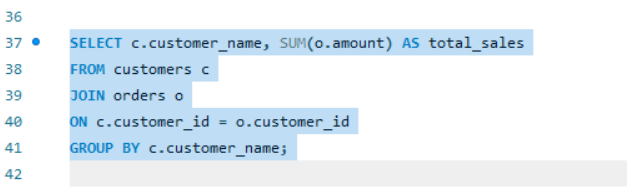 36
37 SELECT c.customer_name, SUM(o.amount) AS total_sales
38 FROM customers c
39 JOIN orders o
40 ON c.customer_id = o.customer_id
41 GROUP BY c.customer_name;
42